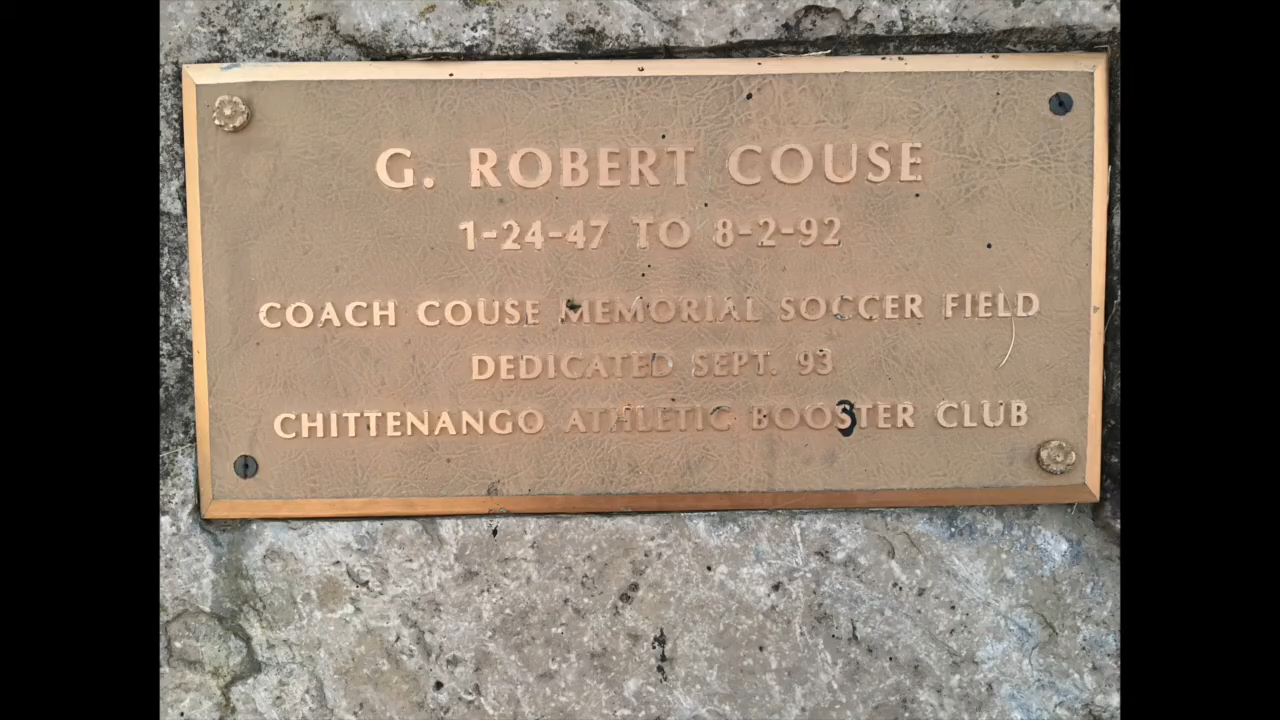 G. ROBERT COUSE
1-24-47 TO 8-2-92
COACH COUSE MEMORIAL SOCCER FIELD
DEDICATED SEPT. 93
CHITTENANGO ATHLETIC BOOSTER CLUB